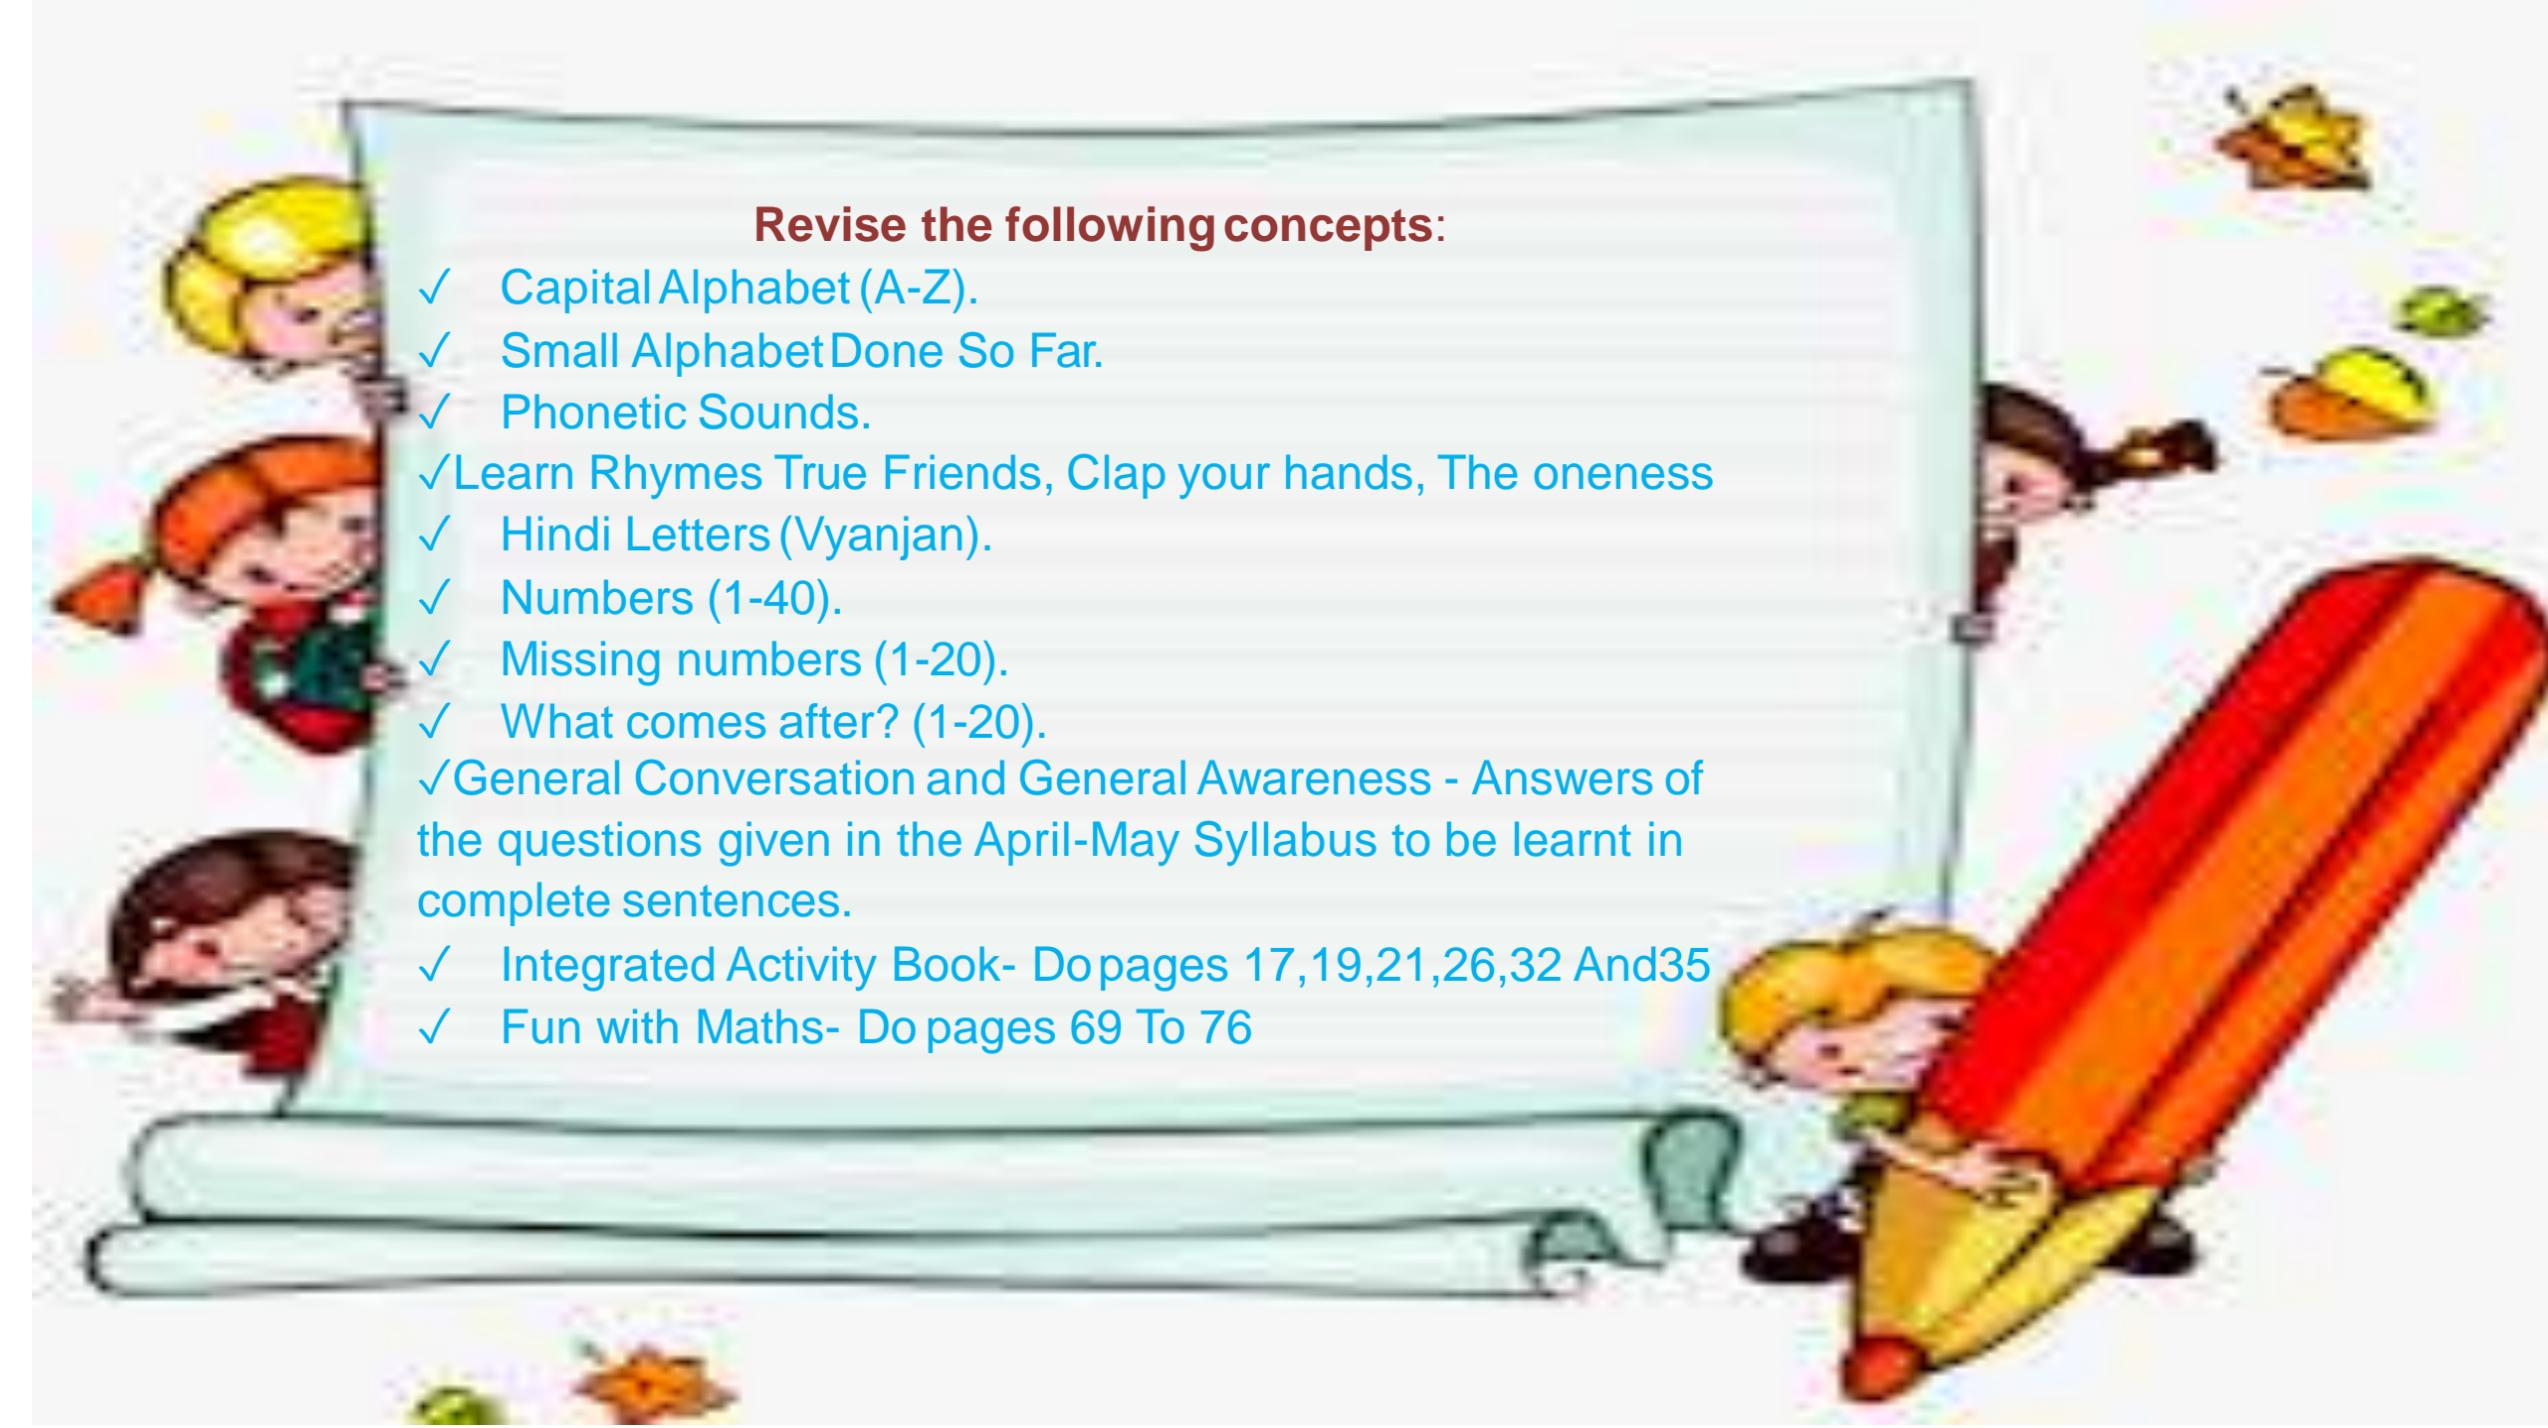 Revise the following concepts:
✓ Capital Alphabet (A-Z).
✓ Small Alphabet Done So Far.
✓ Phonetic Sounds.
✓Learn Rhymes True Friends, Clap your hands, The oneness
✓ Hindi Letters (Vyanjan).
✓ Numbers (1-40).
✓ Missing numbers (1-20).
✓ What comes after? (1-20).
✓General Conversation and General Awareness - Answers of
the questions given in the April-May Syllabus to be learnt in
complete sentences.
✓ Integrated Activity Book- Do pages 17,19,21,26,32 And35
✓ Fun with Maths- Do pages 69 To 76